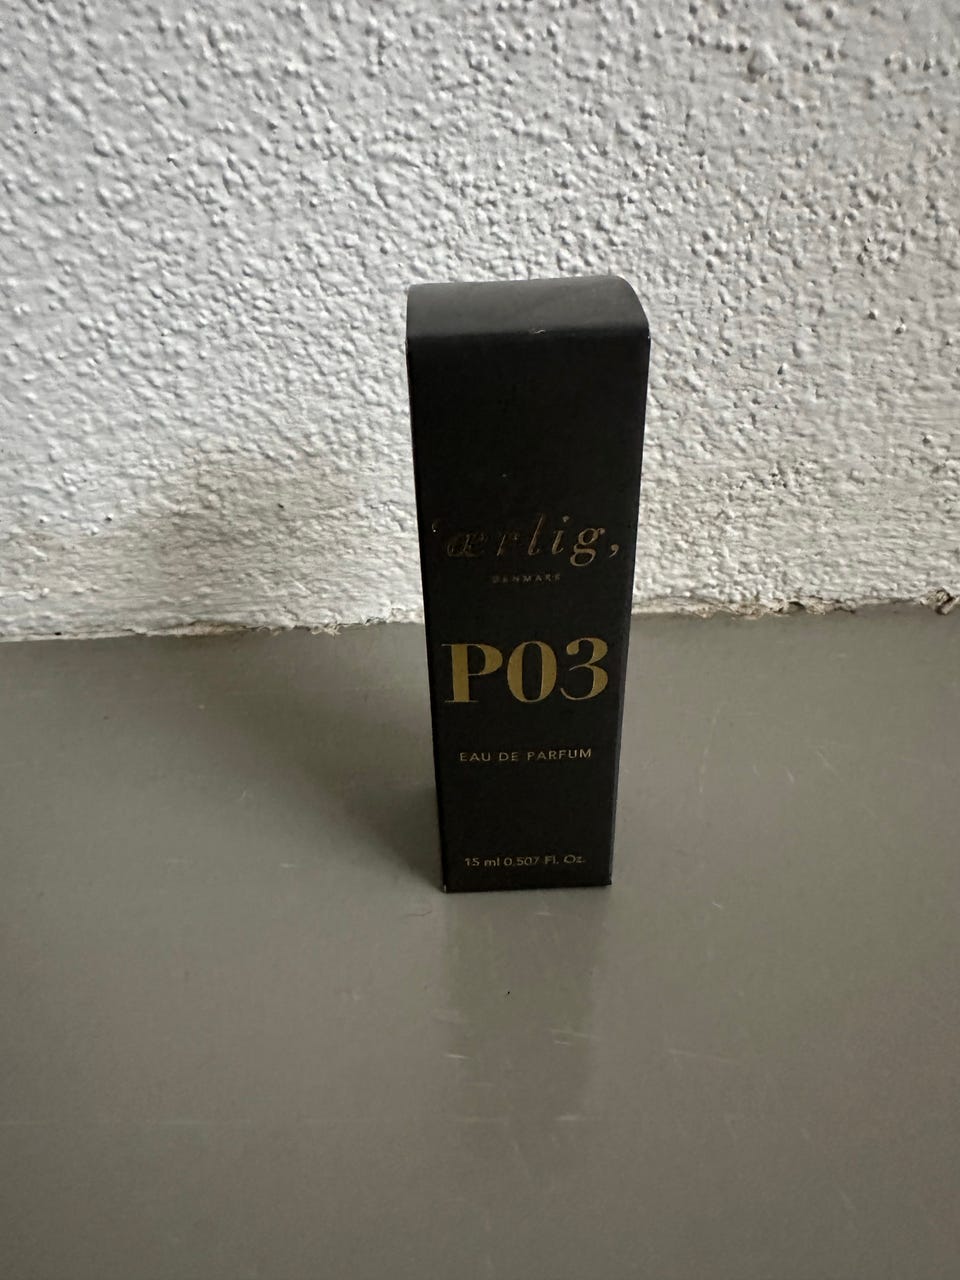 'ærlig,
DENMARK
P03
EAU DE PARFUM
15 ml 0.507 Fl. Oz.